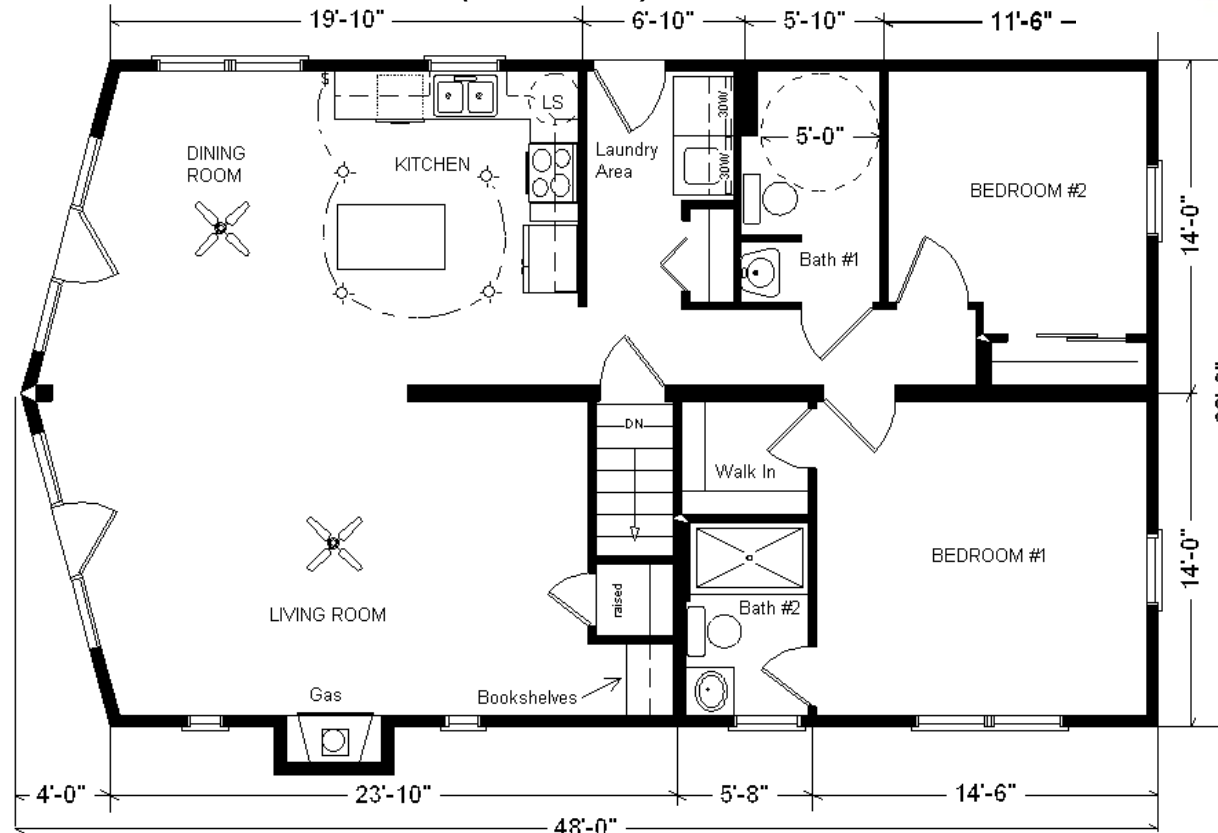 19'-10"
6'-10"
5'-10"
11'-6"
LS
30W
30W
5'-0"
DINING
ROOM
KITCHEN
Laundry
Area
BEDROOM #2
14'-0"
Bath #1
DN
Walk In
BEDROOM #1
14'-0"
raised
Bath #2
LIVING ROOM
Gas
Bookshelves
4'-0"
23'-10"
5'-8"
14'-6"
48'-0"